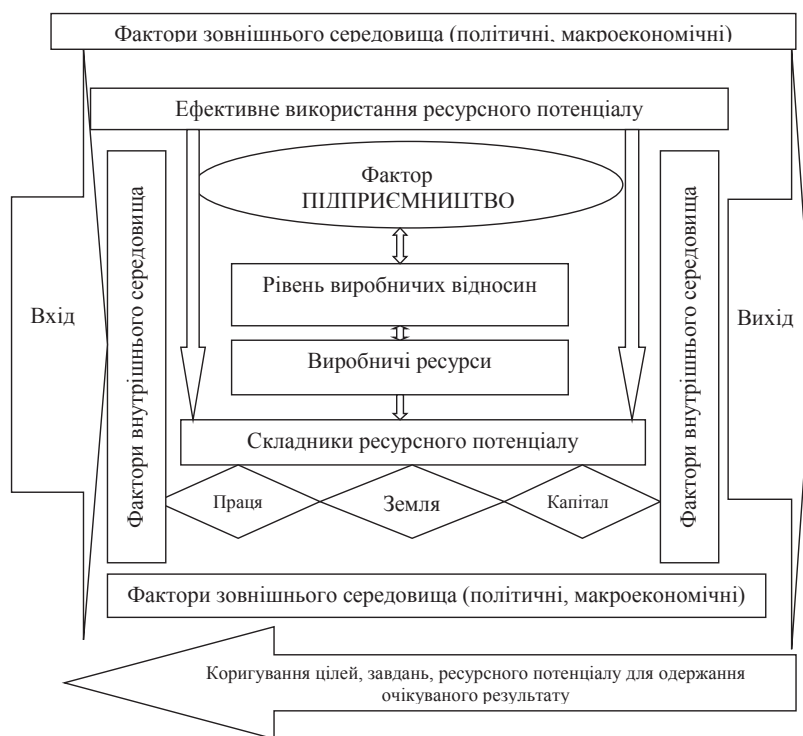 Фактори зовнішнього середовища (політичні, макроекономічні)
Ефективне використання ресурсного потенціалу
Фактор
ПІДПРИЄМНИЦТВО
Вхід
Фактори внутрішнього середовища
Рівень виробничих відносин
Виробничі ресурси
Складники ресурсного потенціалу
Праця
Земля
Капітал
Фактори внутрішнього середовища
Вихід
Фактори зовнішнього середовища (політичні, макроекономічні)
Коригування цілей, завдань, ресурсного потенціалу для одержання
очікуваного результату